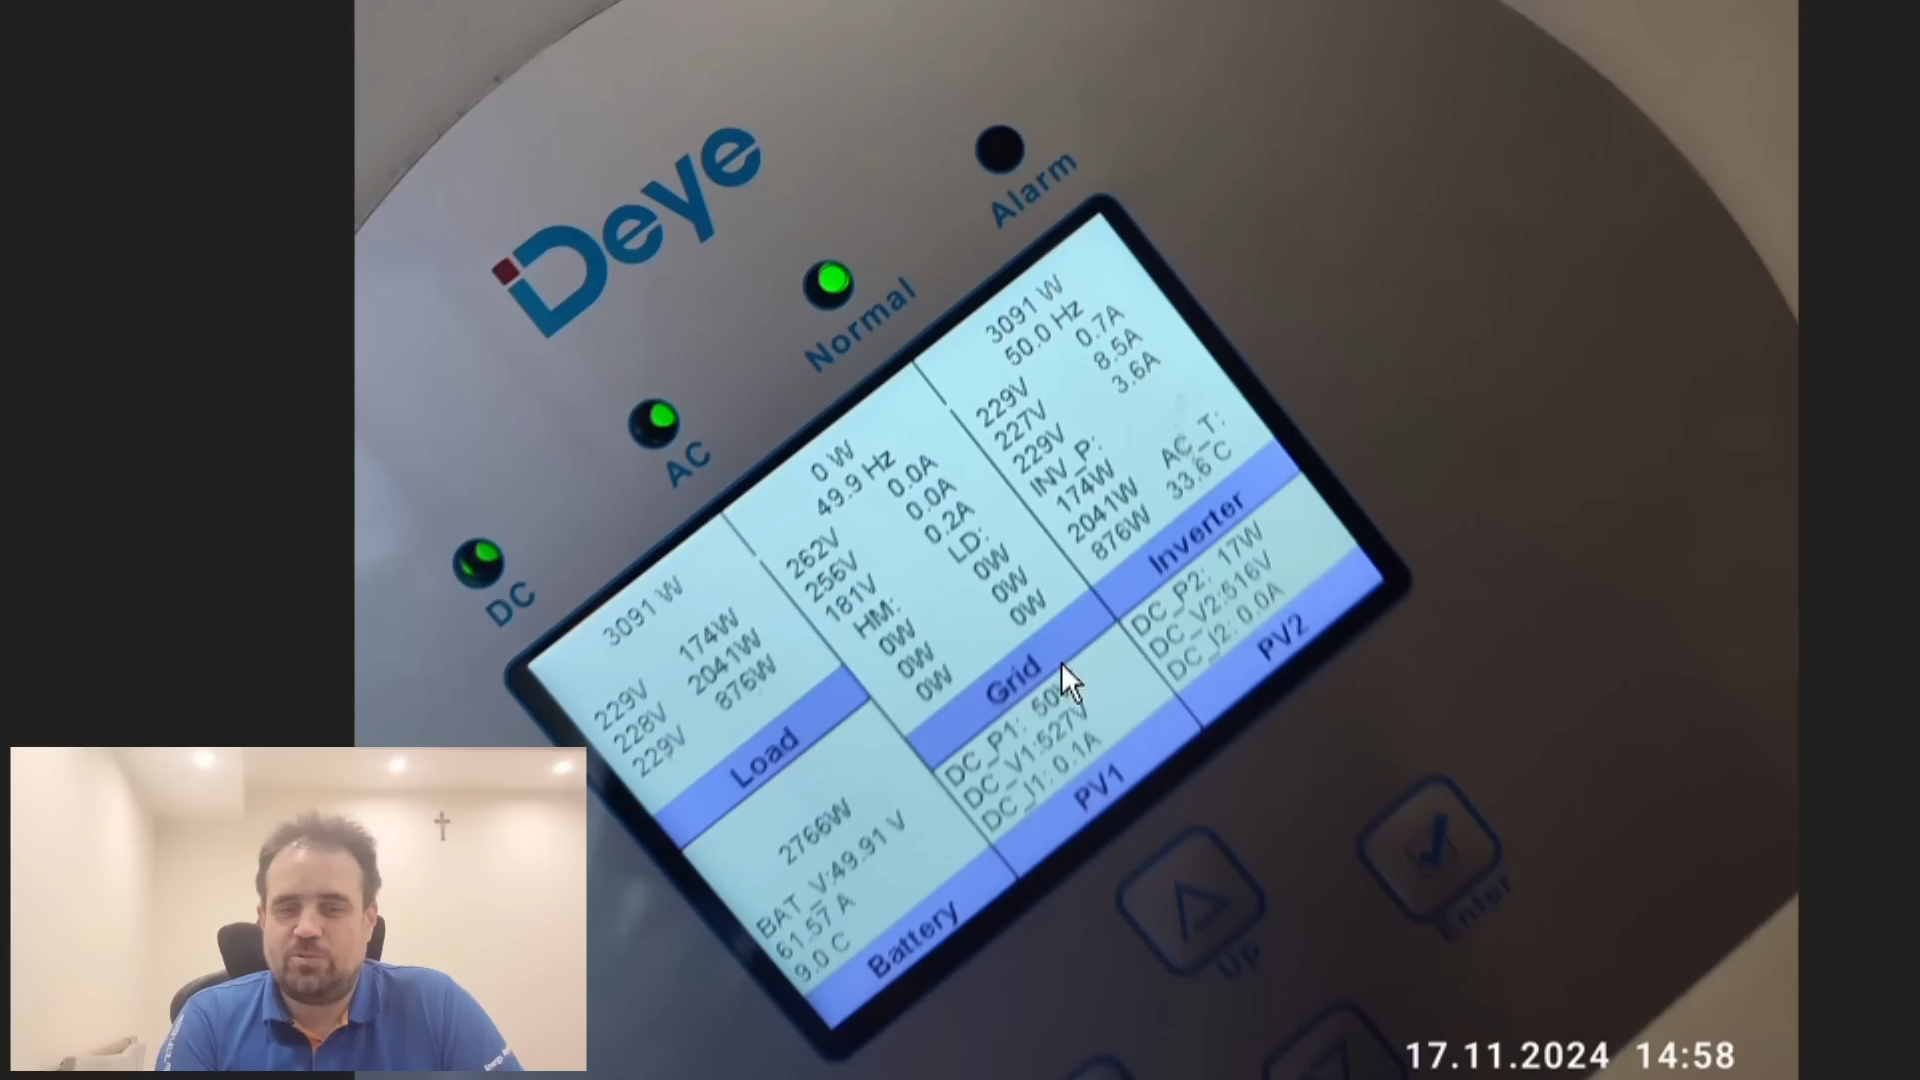 Deye
Alarm
Normal
AC
DC
3091 W
229V 174W
228V 2041W
229V 876W
Load
0 W
49.9 Hz
262V 0.0A
256V 0.0A
181V 0.2A
HM: LD:
0W 0W
0W 0W
0W 0W
Grid
3091 W
50.0 Hz
229V 0.7A
227V 8.5A
229V 3.6A
INV_P: AC_T:
174W 33.6 C
2041W
876W
Inverter
2766W
BAT_V:49.91 V
61.57 A
9.0 C
Battery
DC_P1:
DC_V1:527V
DC_I1: 0.1A
PV1
DC_P2: 17W
DC_V2:516V
DC_I2: 0.0A
PV2
Up
Enter
17.11.2024 14:58